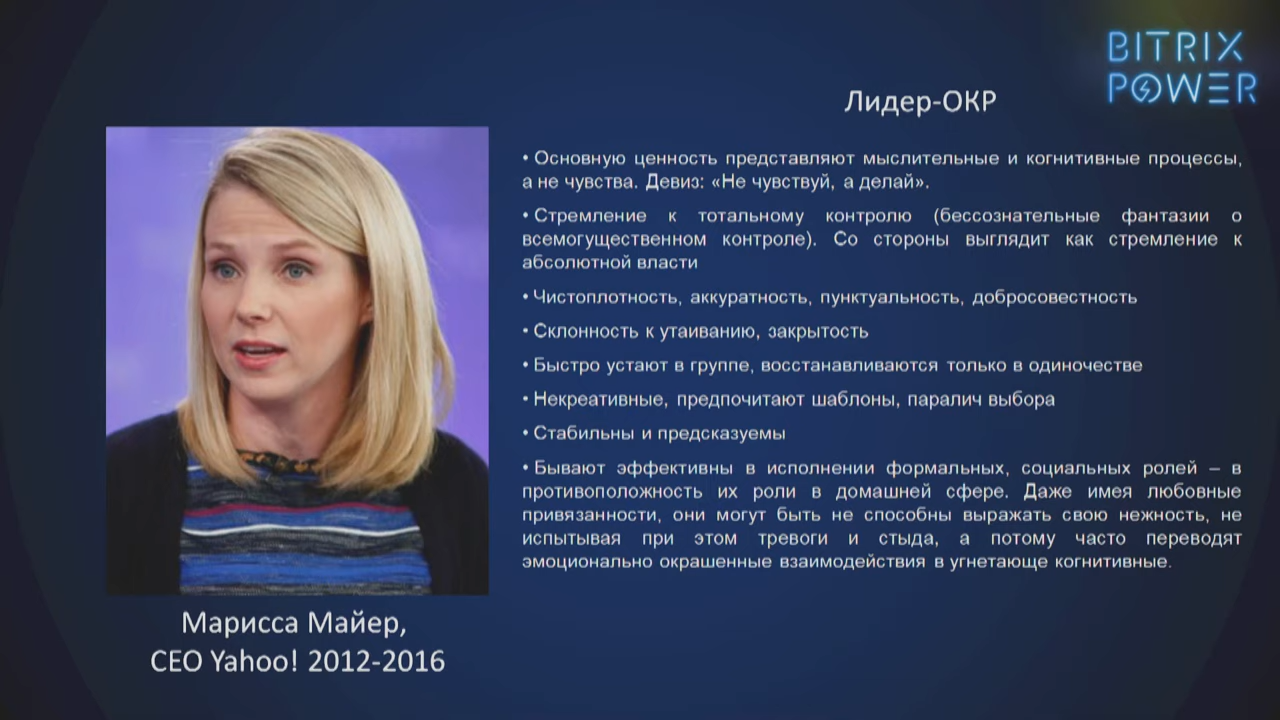 BITRIX
POWER
Лидер-ОКР
• Основную ценность представляют мыслительные и когнитивные процессы,
а не чувства. Девиз: «Не чувствуй, а делай».
• Стремление к тотальному контролю (бессознательные фантазии о
всемогущественном контроле). Со стороны выглядит как стремление к
абсолютной власти
• Чистоплотность, аккуратность, пунктуальность, добросовестность
• Склонность к утаиванию, закрытость
• Быстро устают в группе, восстанавливаются только в одиночестве
• Некреативные, предпочитают шаблоны, паралич выбора
• Стабильны и предсказуемы
• Бывают эффективны в исполнении формальных, социальных ролей – в
противоположность их роли в домашней сфере. Даже имея любовные
привязанности, они могут быть не способны выражать свою нежность, не
испытывая при этом тревоги и стыда, а потому часто переводят
эмоционально окрашенные взаимодействия в угнетающе когнитивные.
Марисса Майер,
CEO Yahoo! 2012-2016